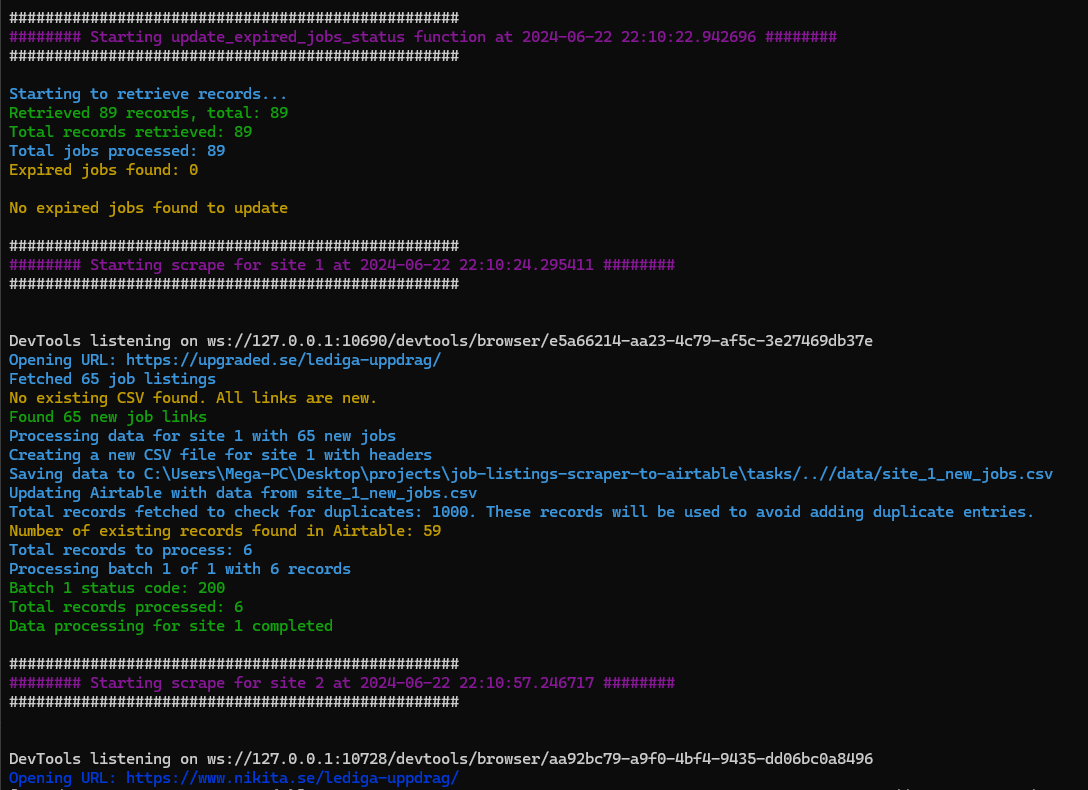 ##################################################
######## Starting update_expired_jobs_status function at 2024-06-22 22:10:22.942696 ########
##################################################
Starting to retrieve records...
Retrieved 89 records, total: 89
Total records retrieved: 89
Total jobs processed: 89
Expired jobs found: 0
No expired jobs found to update
##################################################
######## Starting scrape for site 1 at 2024-06-22 22:10:24.295411 ########
##################################################
DevTools listening on ws://127.0.0.1:10690/devtools/browser/e5a66214-aa23-4c79-af5c-3e27469db37e
Opening URL: https://upgraded.se/lediga-uppdrag/
Fetched 65 job listings
No existing CSV found. All links are new.
Found 65 new job links
Processing data for site 1 with 65 new jobs
Creating a new CSV file for site 1 with headers
Saving data to C:\Users\Mega-PC\Desktop\projects\job-listings-scraper-to-airtable\tasks/..//data/site_1_new_jobs.csv
Updating Airtable with data from site_1_new_jobs.csv
Total records fetched to check for duplicates: 1000. These records will be used to avoid adding duplicate entries.
Number of existing records found in Airtable: 59
Total records to process: 6
Processing batch 1 of 1 with 6 records
Batch 1 status code: 200
Total records processed: 6
Data processing for site 1 completed
##################################################
######## Starting scrape for site 2 at 2024-06-22 22:10:57.246717 ########
##################################################
DevTools listening on ws://127.0.0.1:10728/devtools/browser/aa92bc79-a9f0-4bf4-9435-dd06bc0a8496
Opening URL: https://www.nikita.se/lediga-uppdrag/